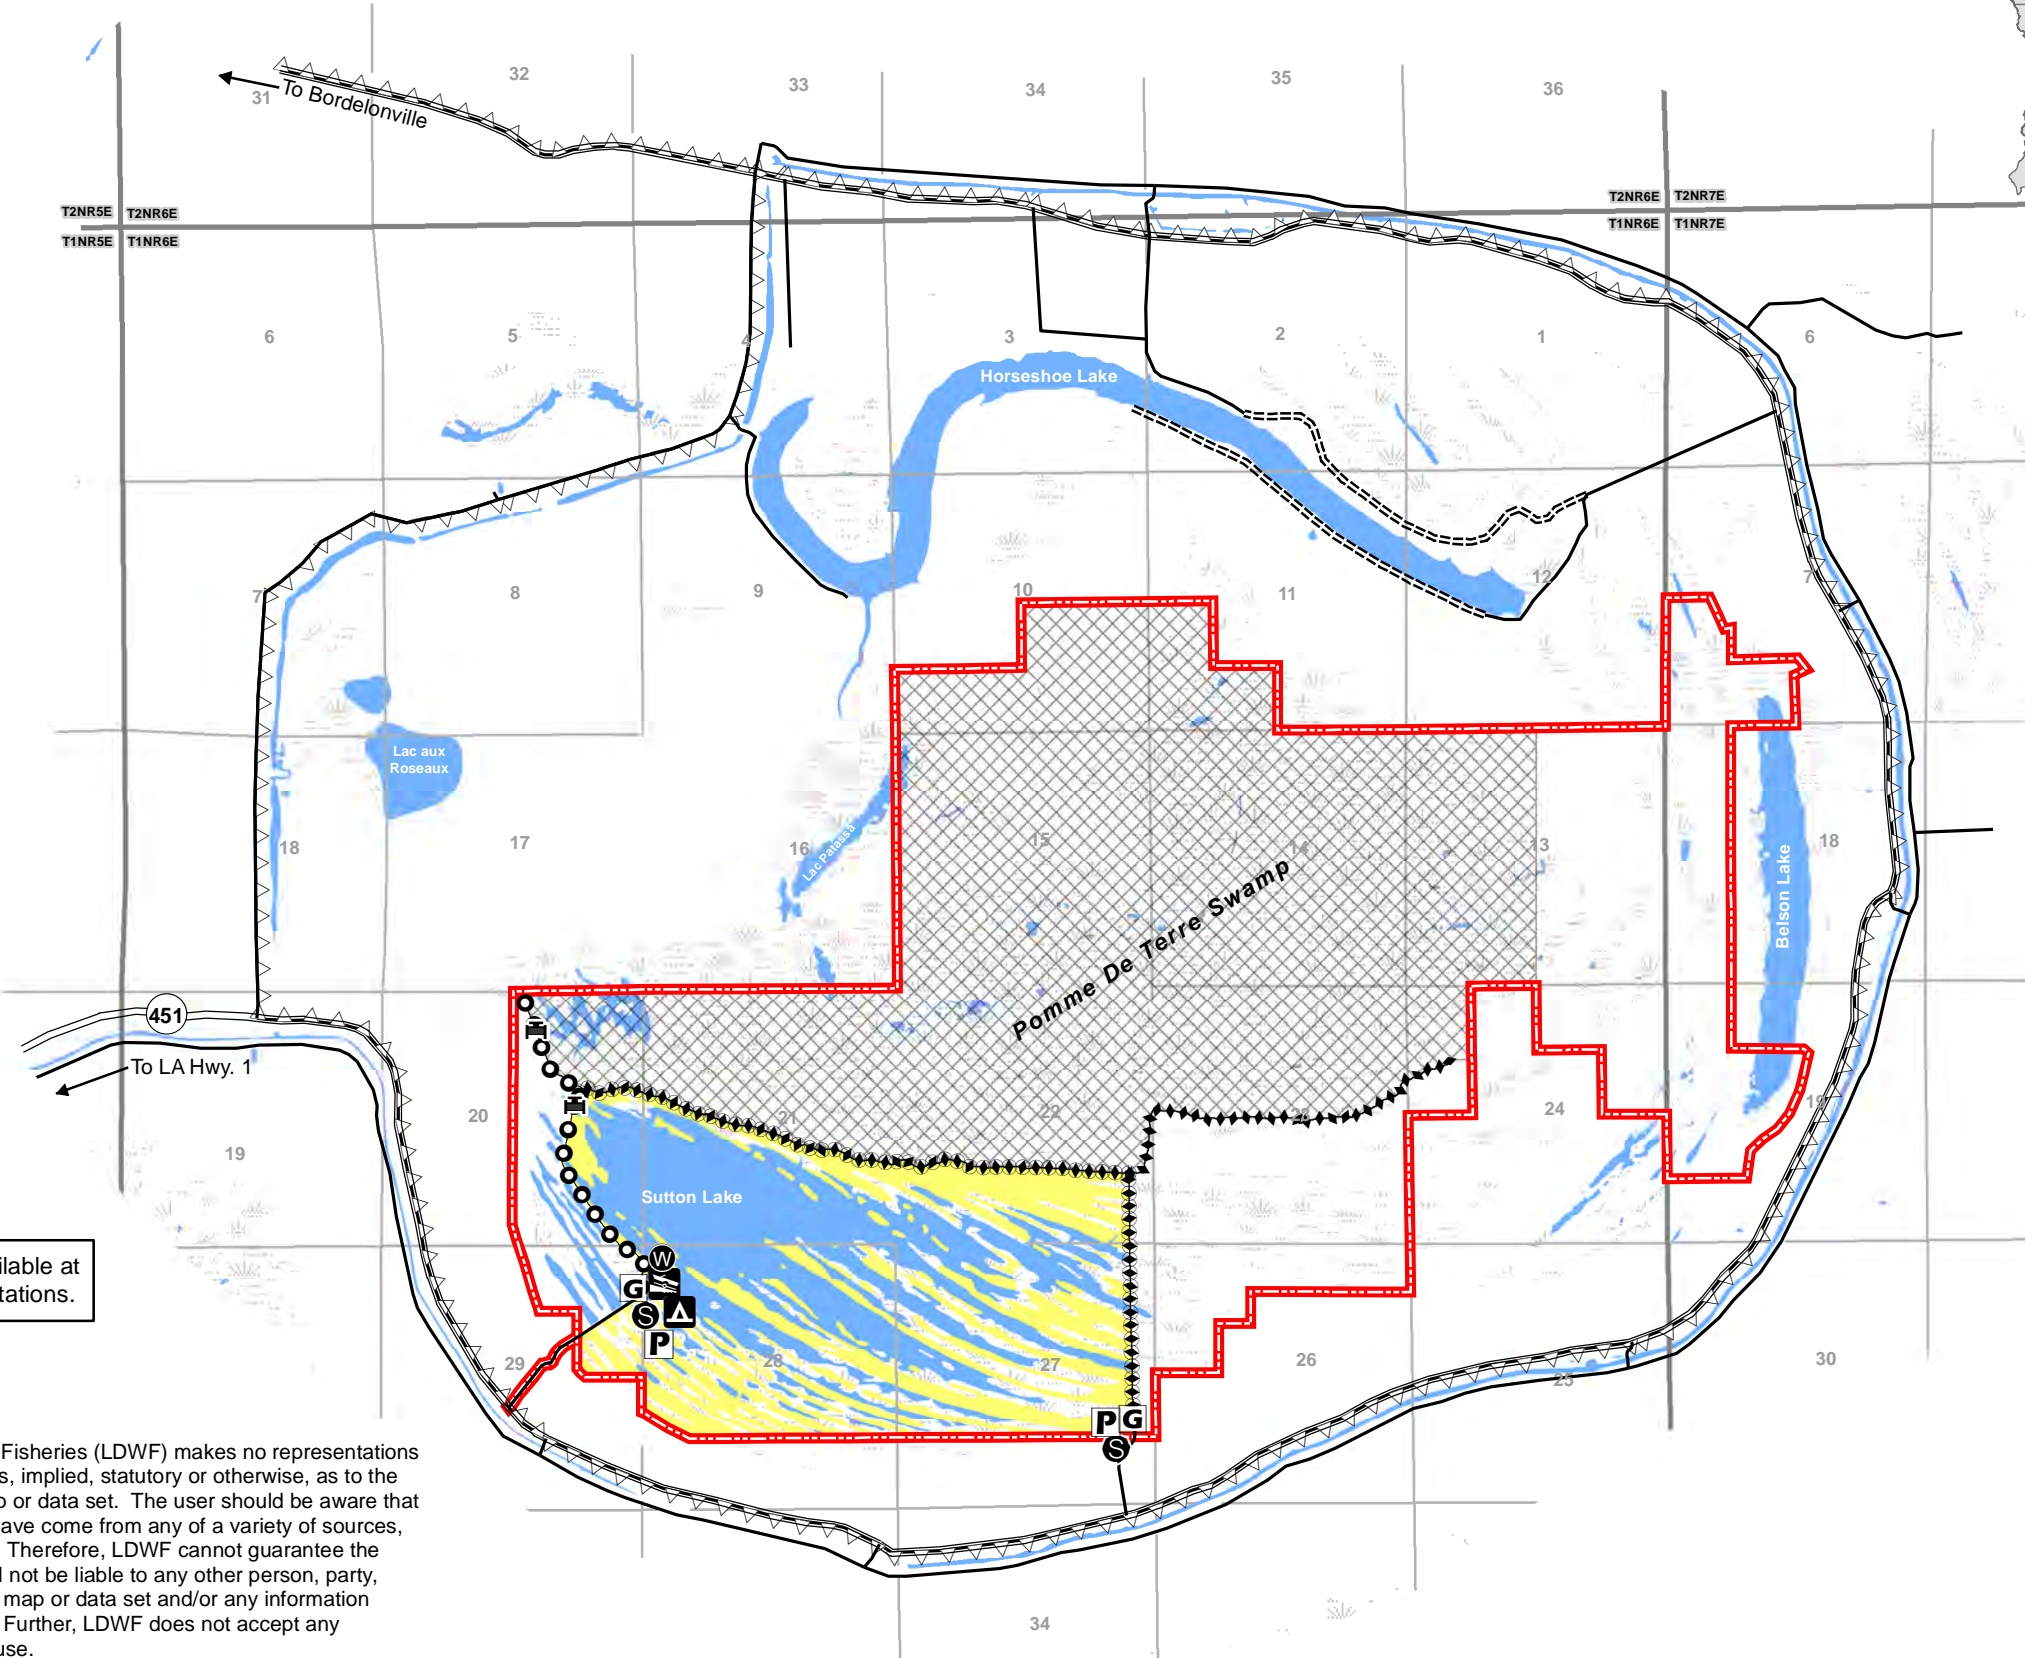 32
33
34
35
36
31
To Bordelonville
T2NR5E T2NR6E
T1NR5E T1NR6E
T2NR6E T2NR7E
T1NR6E T1NR7E
6
5
4
3
2
1
6
Horseshoe Lake
7
8
9
10
11
12
7
Lac aux
Roseaux
18
17
16
Lac Patassa
15
14
13
18
Belson Lake
Pomme De Terre Swamp
451
To LA Hwy. 1
19
20
21
22
24
19
Sutton Lake
W
G
S
P
29
28
27
26
25
30
P G
S
34
ilable at
tations.
Fisheries (LDWF) makes no representations
s, implied, statutory or otherwise, as to the
or data set. The user should be aware that
ave come from any of a variety of sources,
Therefore, LDWF cannot guarantee the
not be liable to any other person, party,
map or data set and/or any information
Further, LDWF does not accept any
use.